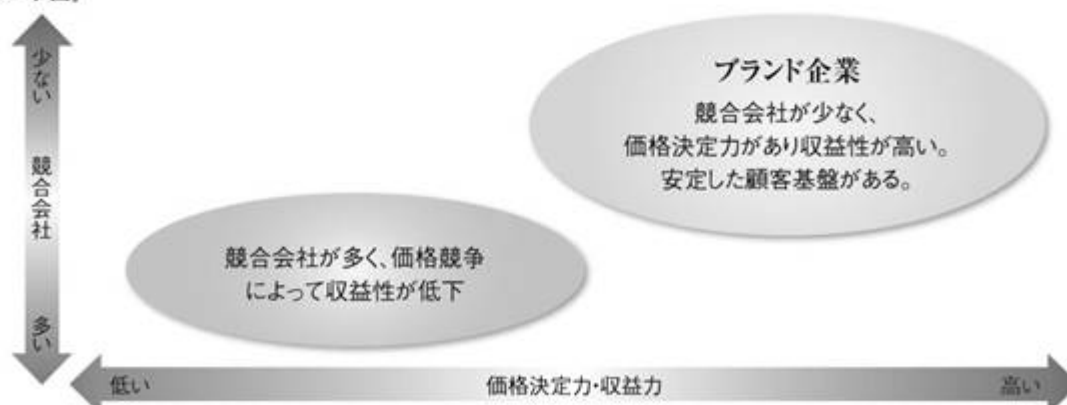 少ない
競合会社
多い
ブランド企業
競合会社が少なく、
価格決定力があり収益性が高い。
安定した顧客基盤がある。
競合会社が多く、価格競争
によって収益性が低下
低い
価格決定力・収益力
高い